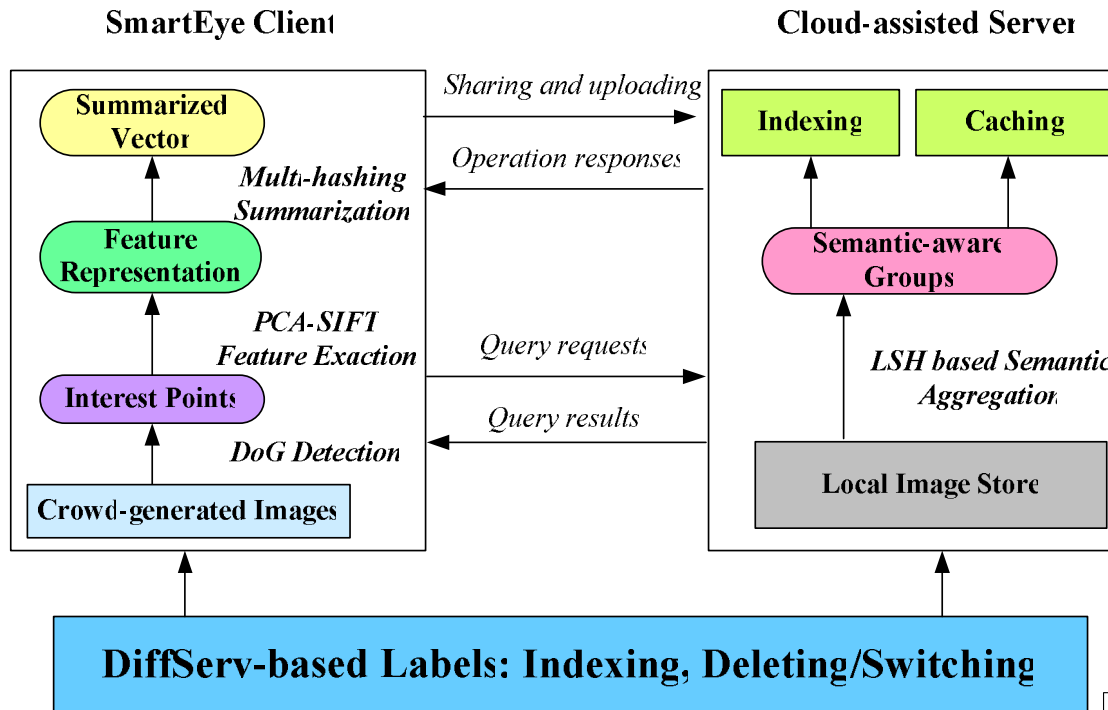 SmartEye Client
Cloud-assisted Server
Summarized
Vector
Multi-hashing
Summarization
Feature
Representation
PCA-SIFT
Feature Exaction
Interest Points
DoG Detection
Crowd-generated Images
Sharing and uploading
Operation responses
Query requests
Query results
Indexing
Caching
Semantic-aware
Groups
LSH based Semantic
Aggregation
Local Image Store
DiffServ-based Labels: Indexing, Deleting/Switching